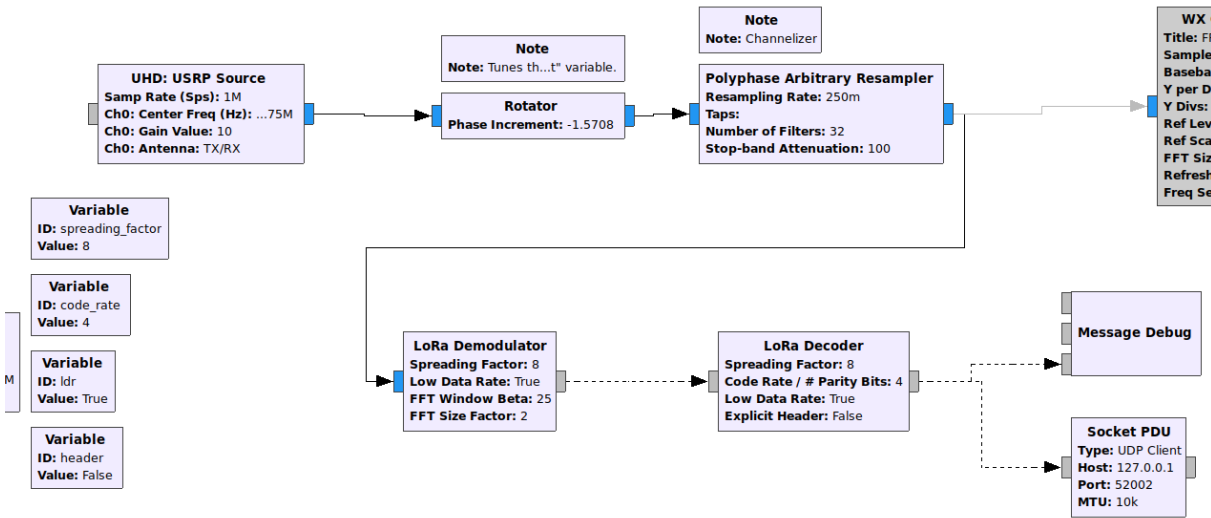 Note
Note: Channelizer
Note
Note: Tunes th...t" variable.
UHD: USRP Source
Samp Rate (Sps): 1M
Ch0: Center Freq (Hz): ...75M
Ch0: Gain Value: 10
Ch0: Antenna: TX/RX
Rotator
Phase Increment: -1.5708
Polyphase Arbitrary Resampler
Resampling Rate: 250m
Taps:
Number of Filters: 32
Stop-band Attenuation: 100
WX
Title:
Sample
Baseba
Y per D
Y Divs:
Ref Lev
Ref Sca
FFT Siz
Refresh
Freq Se
Variable
ID: spreading_factor
Value: 8
Variable
ID: code_rate
Value: 4
Variable
ID: ldr
Value: True
Variable
ID: header
Value: False
M
LoRa Demodulator
Spreading Factor: 8
Low Data Rate: True
FFT Window Beta: 25
FFT Size Factor: 2
LoRa Decoder
Spreading Factor: 8
Code Rate / # Parity Bits: 4
Low Data Rate: True
Explicit Header: False
Message Debug
Socket PDU
Type: UDP Client
Host: 127.0.0.1
Port: 52002
MTU: 10k